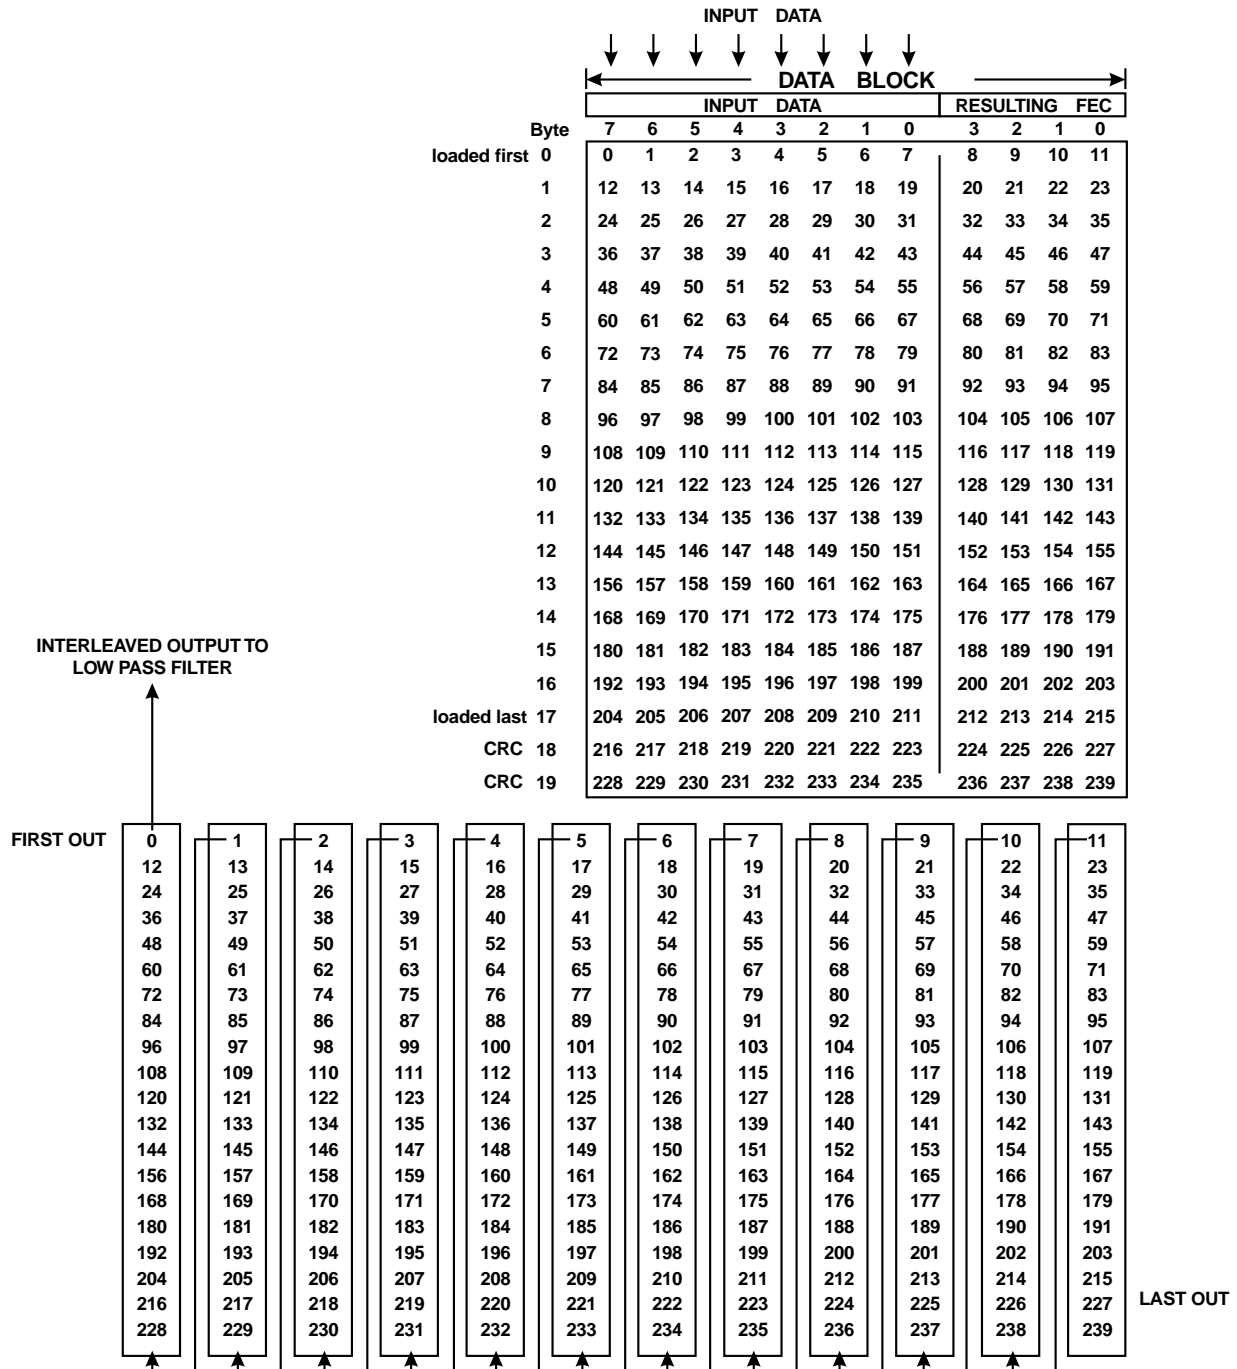 INPUT DATA
DATA BLOCK
INPUT DATA RESULTING FEC
Byte 7 6 5 4 3 2 1 0 3 2 1 0
loaded first 0 0 1 2 3 4 5 6 7 8 9 10 11
1 12 13 14 15 16 17 18 19 20 21 22 23
2 24 25 26 27 28 29 30 31 32 33 34 35
3 36 37 38 39 40 41 42 43 44 45 46 47
4 48 49 50 51 52 53 54 55 56 57 58 59
5 60 61 62 63 64 65 66 67 68 69 70 71
6 72 73 74 75 76 77 78 79 80 81 82 83
7 84 85 86 87 88 89 90 91 92 93 94 95
8 96 97 98 99 100 101 102 103 104 105 106 107
9 108 109 110 111 112 113 114 115 116 117 118 119
10 120 121 122 123 124 125 126 127 128 129 130 131
11 132 133 134 135 136 137 138 139 140 141 142 143
12 144 145 146 147 148 149 150 151 152 153 154 155
13 156 157 158 159 160 161 162 163 164 165 166 167
14 168 169 170 171 172 173 174 175 176 177 178 179
15 180 181 182 183 184 185 186 187 188 189 190 191
16 192 193 194 195 196 197 198 199 200 201 202 203
loaded last 17 204 205 206 207 208 209 210 211 212 213 214 215
CRC 18 216 217 218 219 220 221 222 223 224 225 226 227
CRC 19 228 229 230 231 232 233 234 235 236 237 238 239
INTERLEAVED OUTPUT TO
LOW PASS FILTER
FIRST OUT 0 1 2 3 4 5 6 7 8 9 10 11
12 13 14 15 16 17 18 19 20 21 22 23
24 25 26 27 28 29 30 31 32 33 34 35
36 37 38 39 40 41 42 43 44 45 46 47
48 49 50 51 52 53 54 55 56 57 58 59
60 61 62 63 64 65 66 67 68 69 70 71
72 73 74 75 76 77 78 79 80 81 82 83
84 85 86 87 88 89 90 91 92 93 94 95
96 97 98 99 100 101 102 103 104 105 106 107
108 109 110 111 112 113 114 115 116 117 118 119
120 121 122 123 124 125 126 127 128 129 130 131
132 133 134 135 136 137 138 139 140 141 142 143
144 145 146 147 148 149 150 151 152 153 154 155
156 157 158 159 160 161 162 163 164 165 166 167
168 169 170 171 172 173 174 175 176 177 178 179
180 181 182 183 184 185 186 187 188 189 190 191
192 193 194 195 196 197 198 199 200 201 202 203
204 205 206 207 208 209 210 211 212 213 214 215
216 217 218 219 220 221 222 223 224 225 226 227 LAST OUT
228 229 230 231 232 233 234 235 236 237 238 239